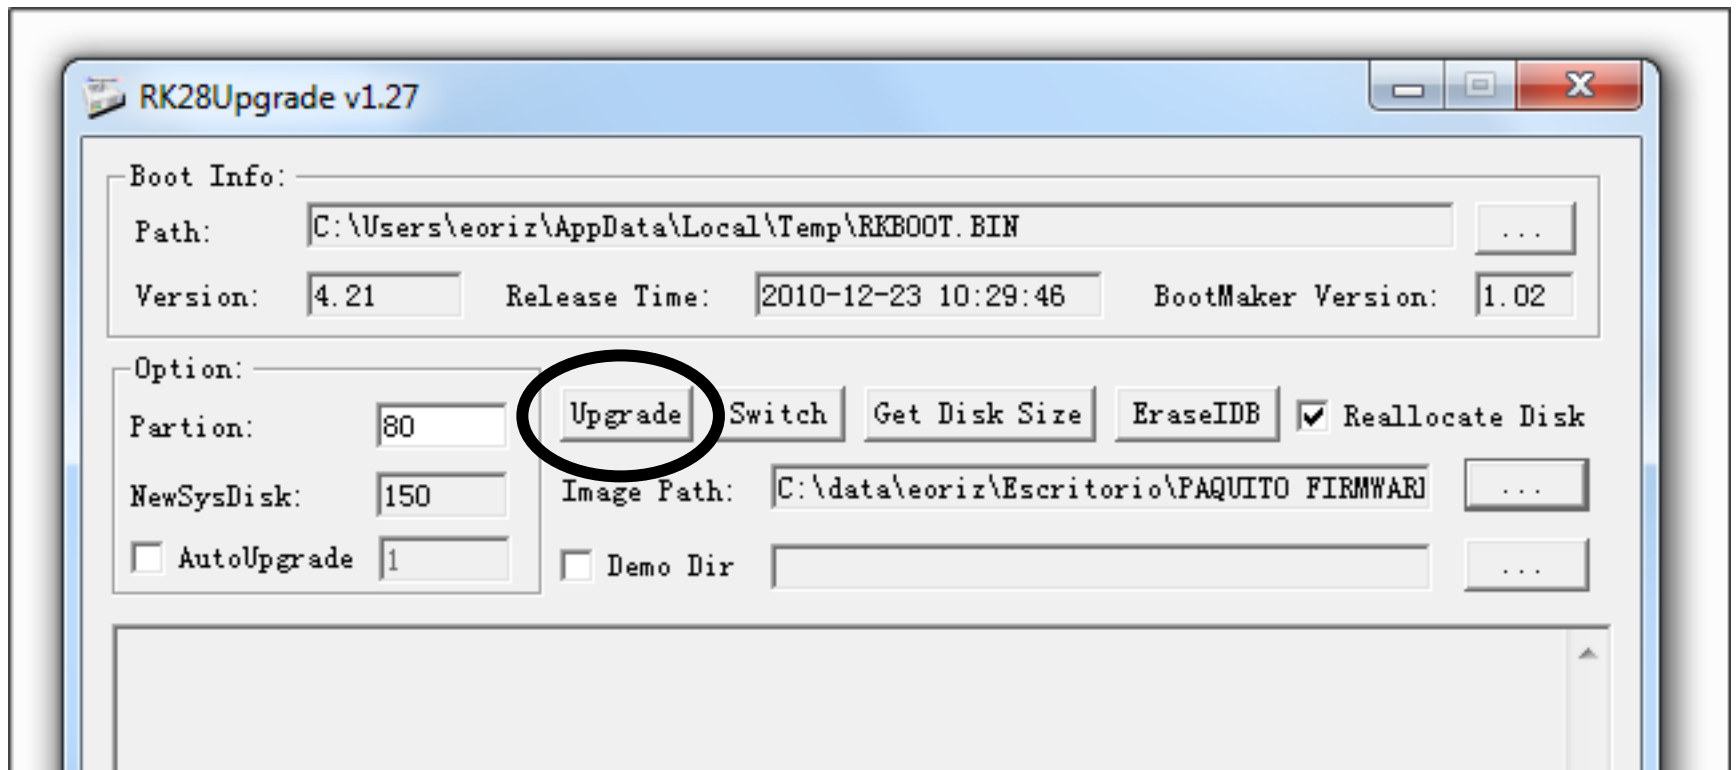 RK28Upgrade v1.27
Boot Info:
Path: C:\Users\eoriz\AppData\Local\Temp\RKBOOT.BIN ...
Version: 4.21 Release Time: 2010-12-23 10:29:46 BootMaker Version: 1.02
Option:
Partion: 80 Upgrade Switch Get Disk Size EraseIDB Reallocate Disk
NewSysDisk: 150 Image Path: C:\data\eoriz\Escritorio\PAQUITO ...
AutoUpgrade 1 Demo Dir ...